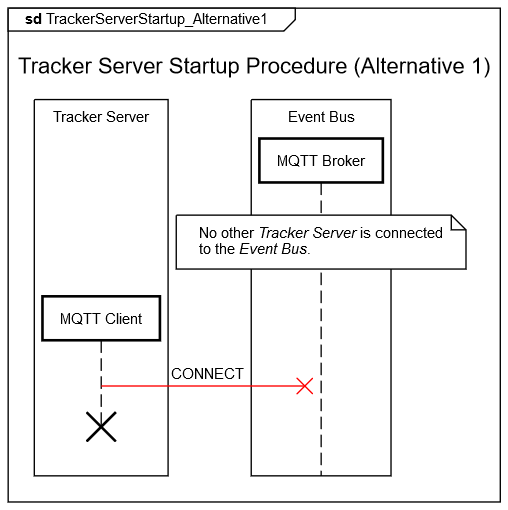 sd TrackerServerStartup_Alternative1
Tracker Server Startup Procedure (Alternative 1)
Tracker Server
Event Bus
MQTT Broker
No other Tracker Server is connected
to the Event Bus.
MQTT Client
CONNECT